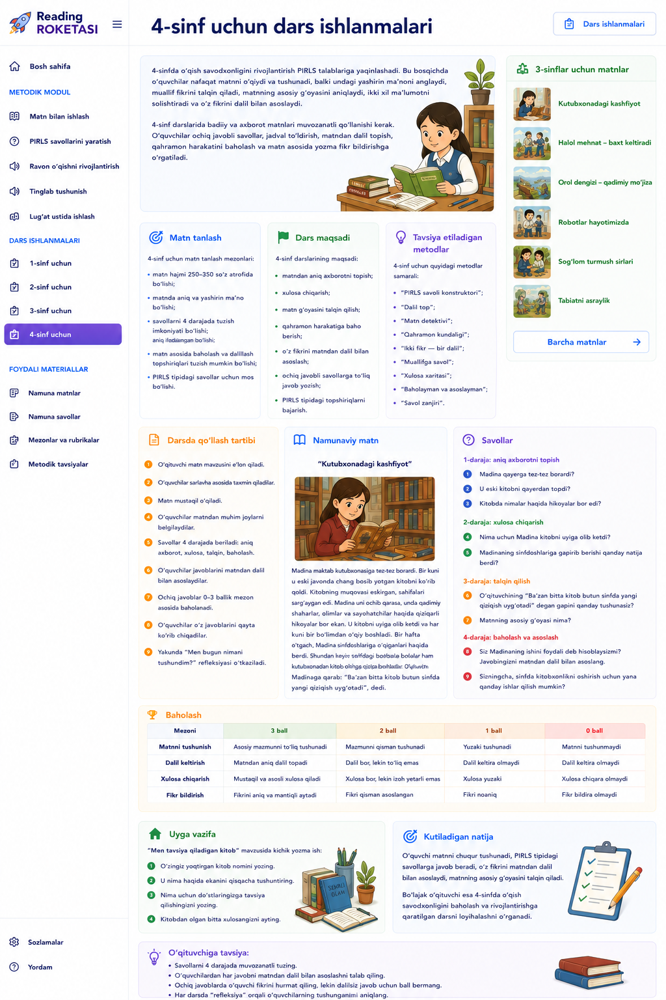 Reading
ROKETASI
4-sinf uchun dars ishlanmalari
Dars ishlanmalari
Bosh sahifa
METODIK MODUL
Matn bilan ishlash
PIRLS savollarini yaratish
Ravon o‘qishni rivojlantirish
Tinglab tushunish
Lug‘at ustida ishlash
DARS ISHLANMALARI
1-sinf uchun
2-sinf uchun
3-sinf uchun
4-sinf uchun
FOYDALI MATERIALLAR
Namuna matnlar
Namuna savollar
Mezonlar va rubrikalar
Metodik tavsiyalar
Sozlamalar
Yordam
4-sinfda o‘qish savodxonligini rivojlantirish PIRLS talablariga yaqinlashadi. Bu bosqichda
o‘quvchilar nafaqat matnni o‘qiydi va tushunadi, balki undagi yashirin ma’noni anglaydi,
muallif fikrini talqin qiladi, matnning asosiy g‘oyasini aniqlaydi, ikki xil ma’lumotni
solishtiradi va o‘z fikrini dalil bilan asoslaydi.
4-sinf darslarida badiiy va axborot matnlari muvozanatli qo‘llanishi kerak.
O‘quvchilar ochiq javobli savollar, jadval to‘ldirish, matndan dalil topish,
qahramon harakatini baholash va matn asosida yozma fikr bildirishga
o‘rgatiladi.
3-sinflar uchun matnlar
Kutubxonadagi kashfiyot
Halol mehnat – baxt keltiradi
Orol dengizi – qadimiy mo‘jiza
Robotlar hayotimizda
Sog‘lom turmush sirlari
Tabiatni asraylik
Barcha matnlar →
Matn tanlash
4-sinf uchun matn tanlash mezonlari:
• matn hajmi 250–350 so‘z atrofida
bo‘lishi;
• matnda aniq va yashirin ma’no
bo‘lishi;
• savollarni 4 darajada tuzish
imkoniyati bo‘lishi;
aniq bo‘lishi;
• matn asosida baholash va dalillash
topshiriqlari tuzish mumkin bo‘lishi;
• PIRLS tipidagi savollar uchun mos
bo‘lishi.
Dars maqsadi
4-sinf darslarining maqsadi:
• matndan aniq axborotni topish;
• xulosa chiqarish;
• matn g‘oyasini talqin qilish;
• qahramon harakatiga baho
berish;
• o‘z fikrini matndan dalil bilan
asoslash;
• ochiq javobli savollarga to‘liq
javob yozish;
• PIRLS tipidagi topshiriqlarni
bajarish.
Tavsiya etiladigan
metodlar
4-sinf uchun quyidagi metodlar
samarali:
• “PIRLS savoli konstruktori”;
• “Dalil top”;
• “Matn detektivi”;
• “Qahramon kundaligi”;
• “Ikki fikr — bir dalil”;
• “Muallifga savol”;
• “Xulosa xaritasi”;
• “Baholayman va asoslayman”;
• “Savol zanjiri”.
Darsda qo‘llash tartibi
1 O‘qituvchi matn mavzusini e’lon qiladi.
2 O‘quvchilar sarlavha asosida taxmin qiladilar.
3 Matn mustaqil o‘qiladi.
4 O‘quvchilar matndan muhim joylarni
belgilaydilar.
5 Savollar 4 darajada beriladi: aniq
axborot, xulosa, talqin, baholash.
6 O‘quvchilar javoblarini matndan dalil
bilan asoslaydilar.
7 Ochiq javoblar 0–3 ballik mezon
asosida baholanadi.
8 O‘quvchilar o‘z javoblarini qayta
ko‘rib chiqadilar.
9 Yakunda “Men bugun nimani
tushundim?” refleksiyasi o‘tkaziladi.
Namunaviy matn
“Kutubxonadagi kashfiyot”
Madina maktab kutubxonasiga tez-tez borardi. Bir kuni
u eski javonda chang bosib yotgan kitobni ko‘rib
qoldi. Kitobning muqovasi eskirgan, sahifalari
sarg‘aygan edi. Madina uni ochib qarasa, unda qadimiy
shaharlar, olimlar va sayohatchilar haqida qiziqarli
hikoyalar bor ekan. U kitobni uyiga olib ketdi va har
kuni bir bo‘limdan o‘qiy boshladi. Bir hafta
o‘tgach, Madina sinfdoshlariga o‘qiganlari haqida
berdi. Shundan keyin bolalar ham
kutubxonadan kitob
Madinaga qarab: “Ba’zan bitta kitob butun sinfda
yangi qiziqish uyg‘otadi”, dedi.
Savollar
1-daraja: aniq axborotni topish
1 Madina qayerga tez-tez borardi?
2 U eski kitobni qayerdan topdi?
3 Kitobda nimalar haqida hikoyalar bor edi?
2-daraja: xulosa chiqarish
4 Nima uchun Madina kitobni uyiga olib ketdi?
5 Madinaning sinfdoshlariga gapirib berishi qanday natija
berdi?
3-daraja: talqin qilish
6 O‘qituvchining “Ba’zan bitta kitob butun sinfda yangi
qiziqish uyg‘otadi” degan gapini qanday tushunasiz?
7 Matnning asosiy g‘oyasi nima?
4-daraja: baholash va asoslash
8 Siz Madinaning ishini foydali deb hisoblaysizmi?
Javobingizni matndan dalil bilan asoslang.
9 Sizningcha, sinfda kitobxonlikni oshirish uchun yana
qanday ishlar qilish mumkin?
Baholash
Mezoni 3 ball 2 ball 1 ball 0 ball
Matnni tushunish Asosiy mazmunni to‘liq tushunadi Mazmunni qisman tushunadi Yuzaki tushunadi Matnni tushunmaydi
Dalil keltirish Matndan aniq dalil topadi Dalil bor, lekin to‘liq emas Dalil keltira olmaydi Dalil keltira olmaydi
Xulosa chiqarish Mustaqil va asosli xulosa qiladi Xulosa bor, lekin izoh yetarli emas Xulosa yuzaki Xulosa chiqara olmaydi
Fikr bildirish Fikrini aniq va mantiqli aytadi Fikri qisman asoslangan Fikri noaniq Fikr bildira olmaydi
Uyga vazifa
“Men tavsiya qiladigan kitob” mavzusida kichik yozma ish:
1 O‘zingiz yoqtirgan kitob nomini yozing.
2 U nima haqida ekanini qisqacha tushuntiring.
3 Nima uchun do‘stlaringizga tavsiya
qilishingizni yozing.
4 Kitobdan olgan bitta xulosangizni ayting.
Kutiladigan natija
O‘quvchi matnni chuqur tushunadi, PIRLS tipidagi
savollarga javob beradi, o‘z fikrini matndan dalil
bilan asoslaydi, matnning asosiy g‘oyasini talqin qiladi.
Bo‘lajak o‘qituvchi esa 4-sinfda o‘qish
savodxonligini baholash va rivojlantirishga
qaratilgan darsni loyihalashni o‘rganadi.
O‘qituvchiga tavsiya:
• Savollarni 4 darajada muvozanatli tuzing.
• O‘quvchilardan har javobni matndan dalil bilan asoslashni talab qiling.
• Ochiq javoblarda o‘quvchi fikrini hurmat qiling, lekin dalilsiz javob uchun ball bermang.
• Har darsda “refleksiya” orqali o‘quvchilarning tushunganini aniqlang.